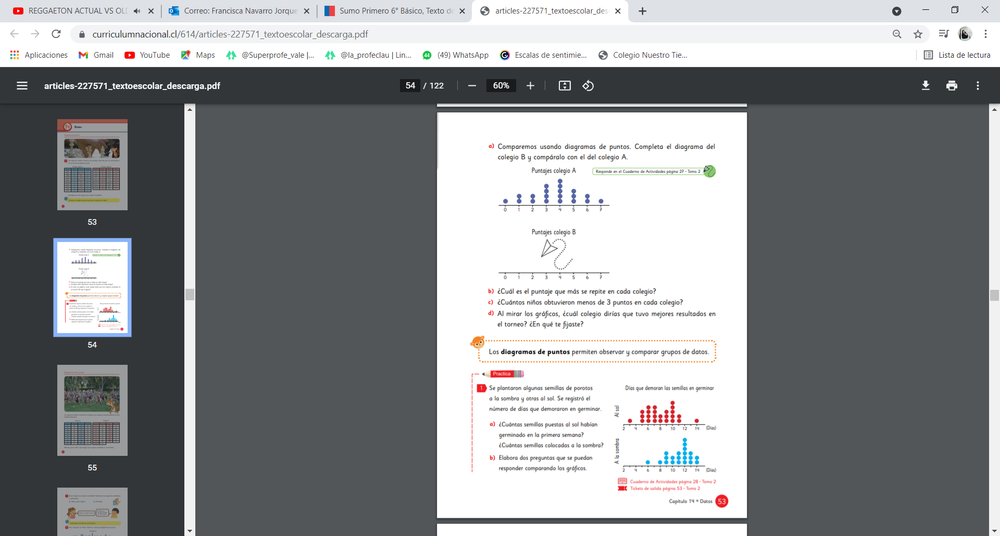 REGGAETON ACTUAL VS OLD
Correo: Francisca Navarro Jorque
Sumo Primero 6° Básico, Texto de
articles-227571_textoescolar_des
curriculumnacional.cl/614/articles-227571_textoescolar_descarga.pdf
Aplicaciones
Gmail
YouTube
Maps
@Superprofe_vale |...
@la_profeclau | Lin...
44
(49) WhatsApp
Escalas de sentimie...
Colegio Nuestro Tie...
Lista de lectura
articles-227571_textoescolar_descarga.pdf
54 / 122
60%
14 Datos
53
54
55
a) Comparemos usando diagramas de puntos. Completa el diagrama del
colegio B y compáralo con el del colegio A.
Puntajes colegio A
Responde en el Cuaderno de Actividades página 27 • Tomo 2
0 1 2 3 4 5 6 7
Puntajes colegio B
0 1 2 3 4 5 6 7
b) ¿Cuál es el puntaje que más se repite en cada colegio?
c) ¿Cuántos niños obtuvieron menos de 3 puntos en cada colegio?
d) Al mirar los gráficos, ¿cuál colegio dirías que tuvo mejores resultados en
el torneo? ¿En qué te fijaste?
Los diagramas de puntos permiten observar y comparar grupos de datos.
Practica
1 Se plantaron algunas semillas de porotos
a la sombra y otras al sol. Se registró el
número de días que demoraron en germinar.
a) ¿Cuántas semillas puestas al sol habían
germinado en la primera semana?
¿Cuántas semillas colocadas a la sombra?
b) Elabora dos preguntas que se puedan
responder comparando los gráficos.
Días que demoran las semillas en germinar
Al sol
2 4 6 8 10 12 14 (Días)
A la sombra
2 4 6 8 10 12 14 (Días)
Cuaderno de Actividades página 28 • Tomo 2
Tickets de salida página 53 • Tomo 2
Capítulo 14 • Datos 53